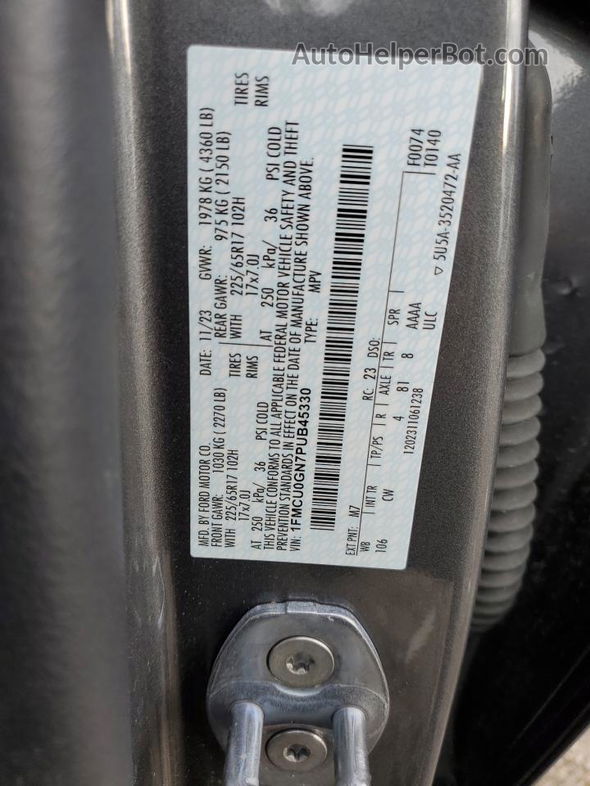 AutoHelperBot.com
MFD. BY FORD MOTOR CO. DATE: 11/23 GVWR: 1978 KG ( 4360 LB)
FRONT GAWR: 1030 KG (2270 LB) REAR GAWR: 975 KG ( 2150 LB)
WITH 225/65R17 102H TIRES WITH 225/65R17 102H TIRES
17x7.0J RIMS 17x7.0J RIMS
AT 250 kPa/ 36 PSI COLD AT 250 kPa/ 36 PSI COLD
THIS VEHICLE CONFORMS TO ALL APPLICABLE FEDERAL MOTOR VEHICLE SAFETY AND THEFT
PREVENTION STANDARDS IN EFFECT ON THE DATE OF MANUFACTURE SHOWN ABOVE.
VIN: 1FMCU0GN7PUB45330 TYPE: MPV
EXT PNT: M7 RC: 23 DSO: F0074
WB INT TR TP/PS R AXLE TR SPR T0140
106 CW 4 81 8 AAAA
ULC
1202311061238 ▽ 5U5A-3520472-AA